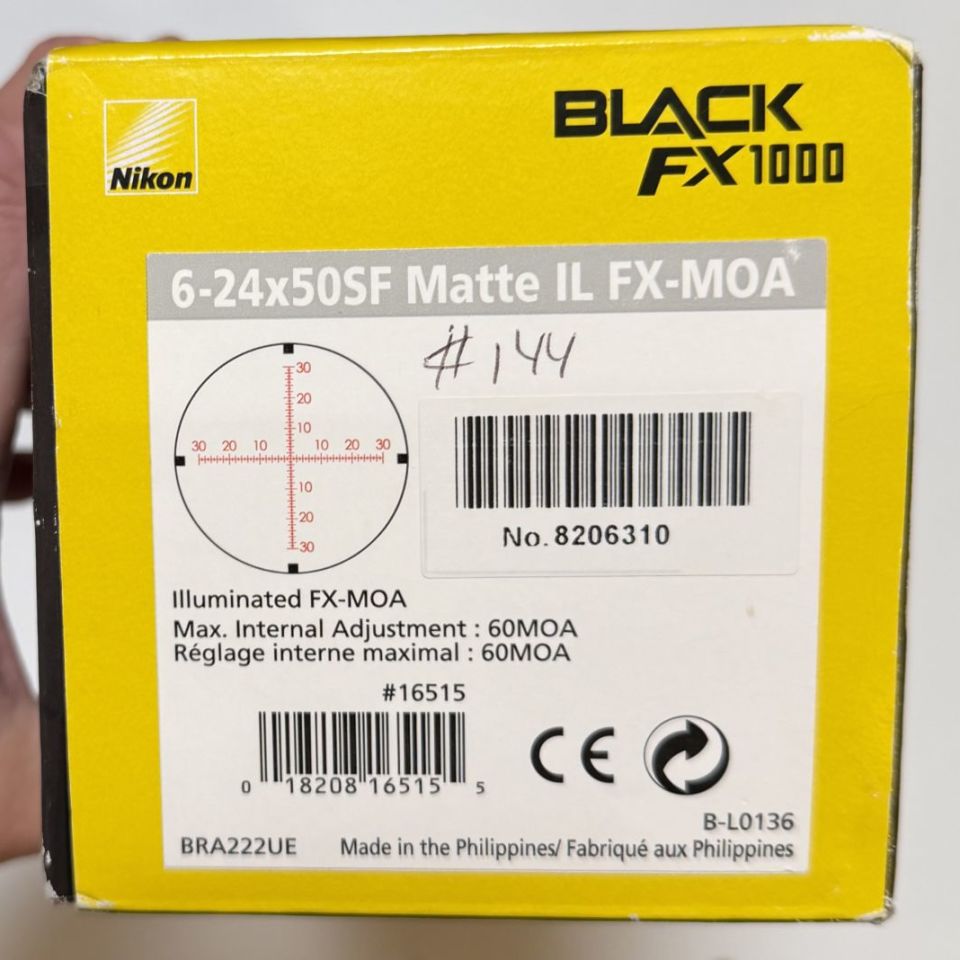 Nikon
BLACK
FX1000
6-24x50SF Matte IL FX-MOA
#144
30
20
10
30 20 10 10 20 30
10
20
30
No. 8206310
Illuminated FX-MOA
Max. Internal Adjustment : 60MOA
Réglage interne maximal : 60MOA
#16515
0 18208 16515 5
CE
B-L0136
BRA222UE Made in the Philippines/ Fabriqué aux Philippines